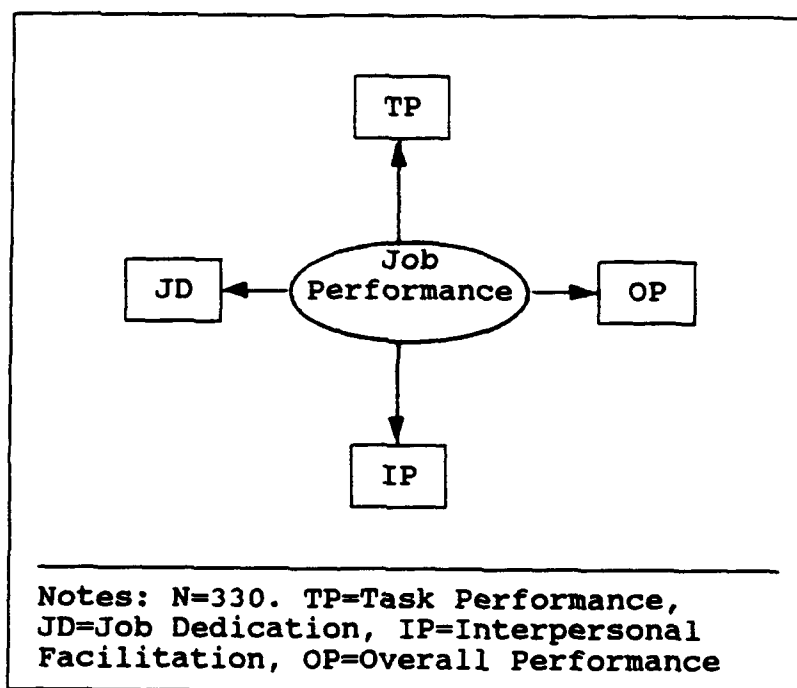 TP
Job
Performance
JD
OP
IP
Notes: N=330. TP=Task Performance,
JD=Job Dedication, IP=Interpersonal
Facilitation, OP=Overall Performance